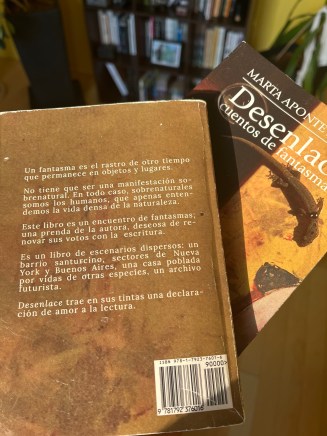 Un fantasma es el rastro de otro tiempo
que permanece en objetos y lugares.
No tiene que ser una manifestación so-
brenatural. En todo caso, sobrenaturales
somos los humanos, que apenas enten-
demos la vida densa de la naturaleza.
Este libro es un encuentro de fantasmas,
una prenda de la autora, deseosa de re-
novar sus votos con la escritura.
Es un libro de escenarios dispersos: un
barrio santurcino, sectores de Nueva
York y Buenos Aires, una casa poblada
por vidas de otras especies, un archivo
futurista.
Desenlace trae en sus tintas una declara-
ción de amor a la lectura.
90000
MARTA APONTE
Desenlac
cuentos de fantasma